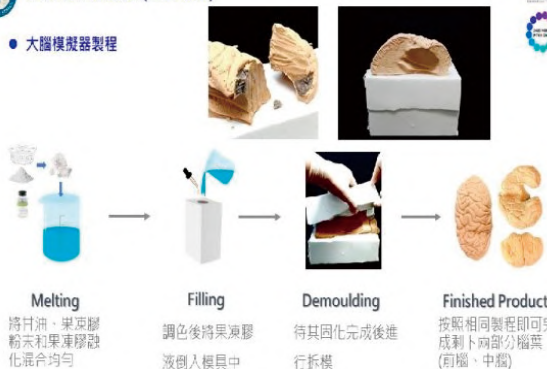 大腦模擬器製程
Melting
將甘油、果凍膠
粉末和果凍膠融
化混合均勻
Filling
調色後將果凍膠
液倒入模具中
Demoulding
待其固化完成後進
行拆模
Finished Product
按照相同製程即可完
成剩下兩部分腦葉
(前腦、中腦)